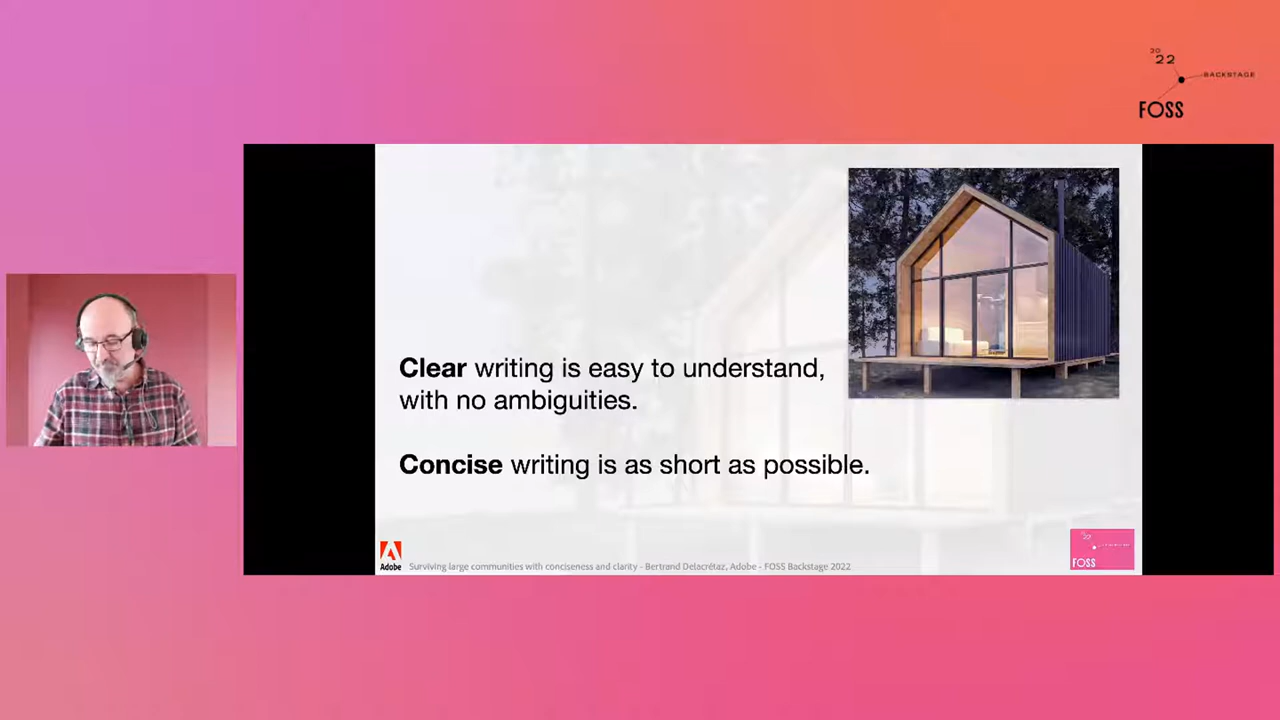 20
22
BACKSTAGE
FOSS
Clear writing is easy to understand,
with no ambiguities.
Concise writing is as short as possible.
Adobe
Surviving large communities with conciseness and clarity - Bertrand Delacrétaz, Adobe - FOSS Backstage 2022
FOSS